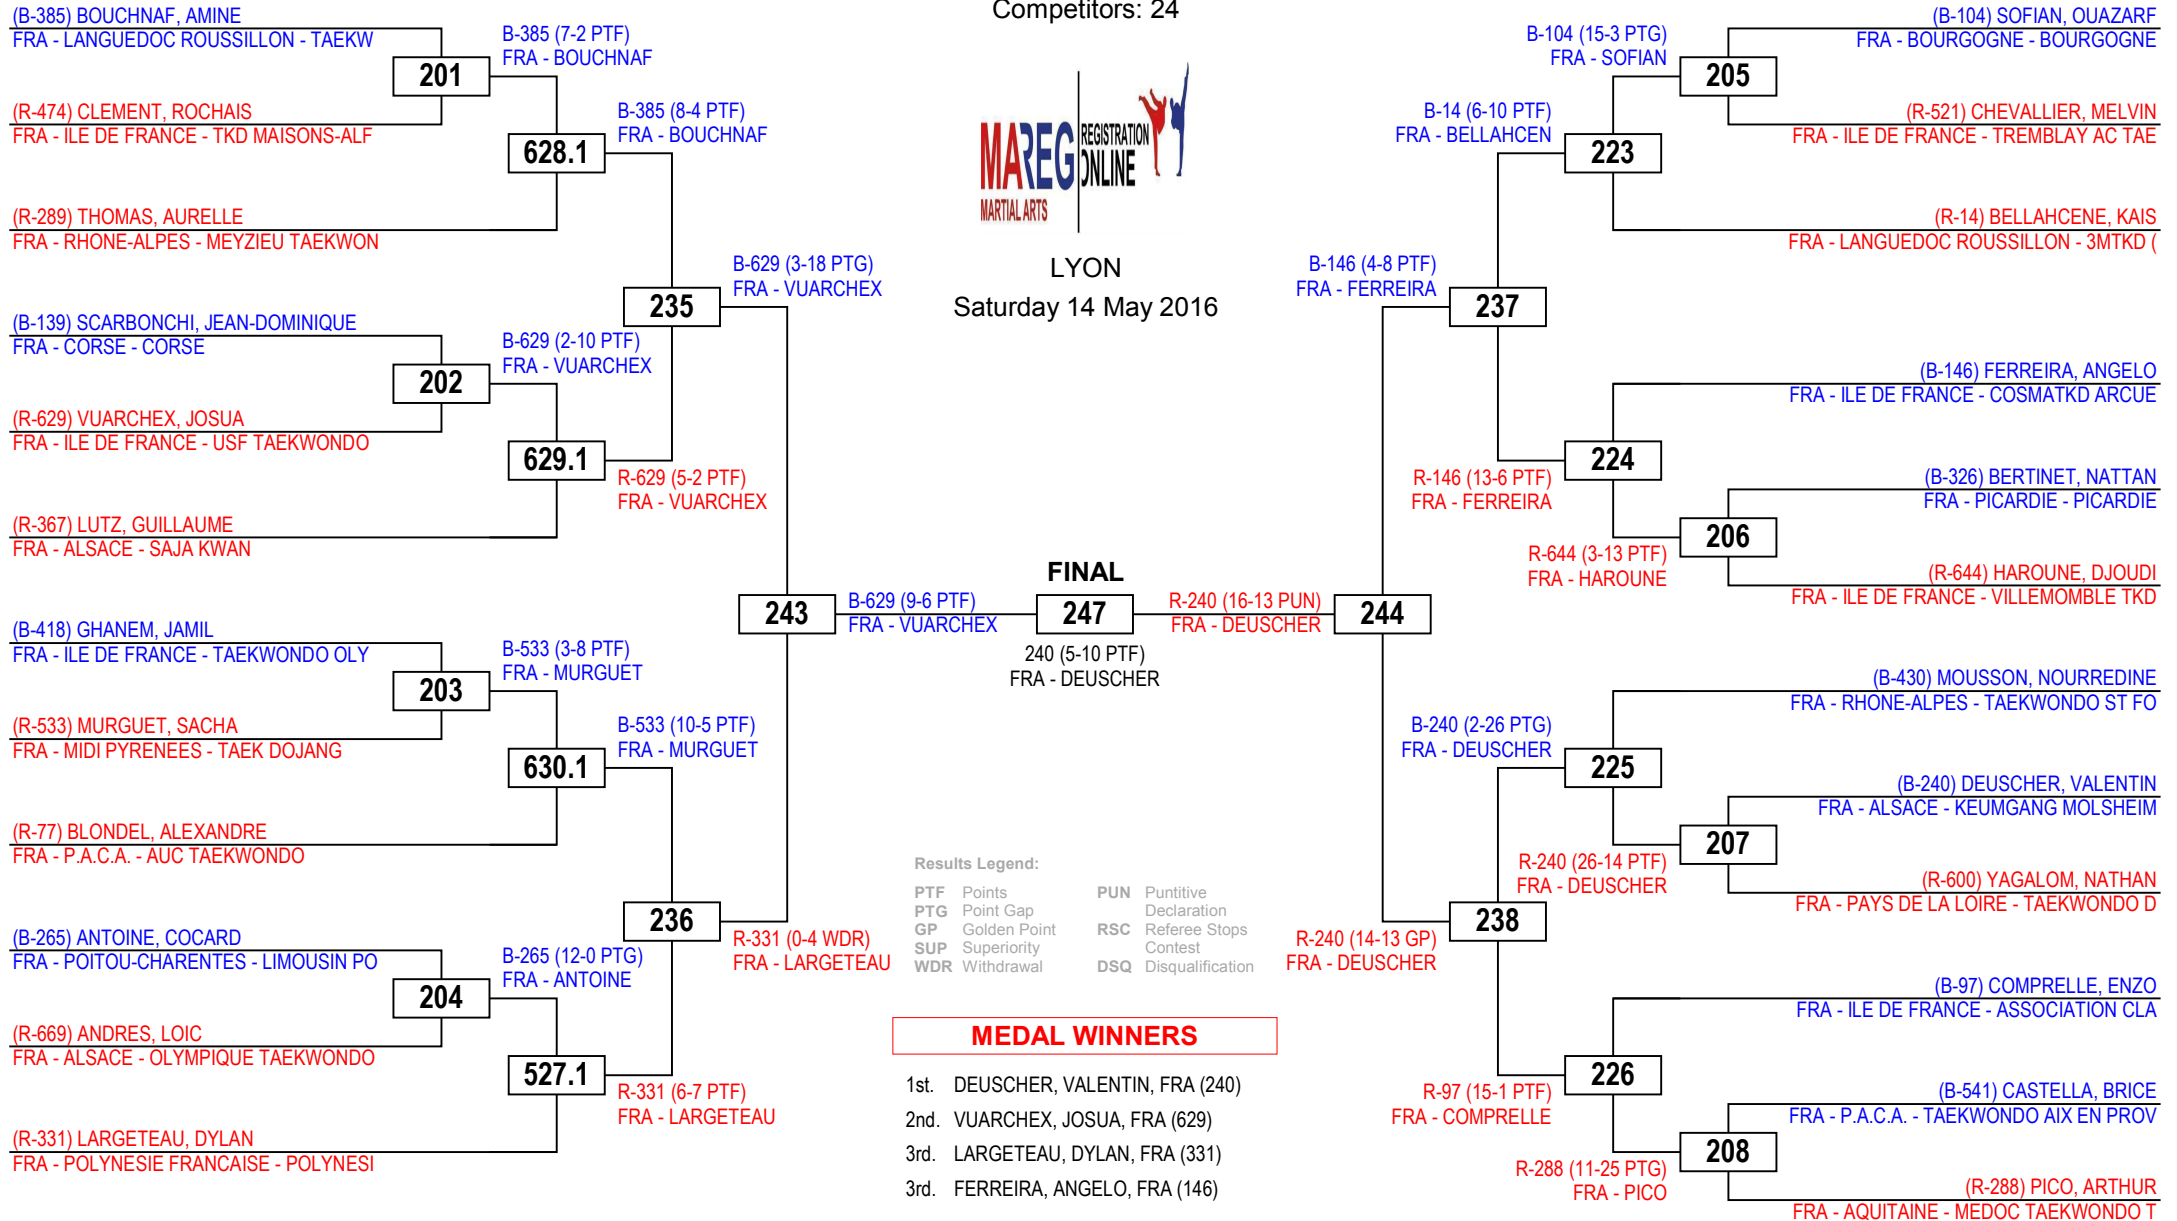 Competitors: 24
MAREG
REGISTRATION
ONLINE
MARTIAL ARTS
LYON
Saturday 14 May 2016
(B-385) BOUCHNAF, AMINE
FRA - LANGUEDOC ROUSSILLON - TAEKW
201
(R-474) CLEMENT, ROCHAIS
FRA - ILE DE FRANCE - TKD MAISONS-ALF
B-385 (7-2 PTF)
FRA - BOUCHNAF
628.1
(R-289) THOMAS, AURELLE
FRA - RHONE-ALPES - MEYZIEU TAEKWON
B-385 (8-4 PTF)
FRA - BOUCHNAF
235
(B-139) SCARBONCHI, JEAN-DOMINIQUE
FRA - CORSE - CORSE
202
(R-629) VUARCHEX, JOSUA
FRA - ILE DE FRANCE - USF TAEKWONDO
B-629 (2-10 PTF)
FRA - VUARCHEX
629.1
(R-367) LUTZ, GUILLAUME
FRA - ALSACE - SAJA KWAN
R-629 (5-2 PTF)
FRA - VUARCHEX
B-629 (3-18 PTG)
FRA - VUARCHEX
243
(B-418) GHANEM, JAMIL
FRA - ILE DE FRANCE - TAEKWONDO OLY
203
(R-533) MURGUET, SACHA
FRA - MIDI PYRENEES - TAEK DOJANG
B-533 (3-8 PTF)
FRA - MURGUET
630.1
(R-77) BLONDEL, ALEXANDRE
FRA - P.A.C.A. - AUC TAEKWONDO
B-533 (10-5 PTF)
FRA - MURGUET
236
(B-265) ANTOINE, COCARD
FRA - POITOU-CHARENTES - LIMOUSIN PO
204
(R-669) ANDRES, LOIC
FRA - ALSACE - OLYMPIQUE TAEKWONDO
B-265 (12-0 PTG)
FRA - ANTOINE
527.1
(R-331) LARGETEAU, DYLAN
FRA - POLYNESIE FRANCAISE - POLYNESI
R-331 (6-7 PTF)
FRA - LARGETEAU
R-331 (0-4 WDR)
FRA - LARGETEAU
B-629 (9-6 PTF)
FRA - VUARCHEX
FINAL
247
240 (5-10 PTF)
FRA - DEUSCHER
R-240 (16-13 PUN)
FRA - DEUSCHER
244
(B-104) SOFIAN, OUAZARF
FRA - BOURGOGNE - BOURGOGNE
205
(R-521) CHEVALLIER, MELVIN
FRA - ILE DE FRANCE - TREMBLAY AC TAE
B-104 (15-3 PTG)
FRA - SOFIAN
223
(R-14) BELLAHCENE, KAIS
FRA - LANGUEDOC ROUSSILLON - 3MTKD (
B-14 (6-10 PTF)
FRA - BELLAHCEN
237
B-146 (4-8 PTF)
FRA - FERREIRA
(B-146) FERREIRA, ANGELO
FRA - ILE DE FRANCE - COSMATKD ARCUE
224
R-146 (13-6 PTF)
FRA - FERREIRA
(B-326) BERTINET, NATTAN
FRA - PICARDIE - PICARDIE
206
(R-644) HAROUNE, DJOUDI
FRA - ILE DE FRANCE - VILLEMOMBLE TKD
R-644 (3-13 PTF)
FRA - HAROUNE
(B-430) MOUSSON, NOURREDINE
FRA - RHONE-ALPES - TAEKWONDO ST FO
225
B-240 (2-26 PTG)
FRA - DEUSCHER
(B-240) DEUSCHER, VALENTIN
FRA - ALSACE - KEUMGANG MOLSHEIM
207
(R-600) YAGALOM, NATHAN
FRA - PAYS DE LA LOIRE - TAEKWONDO D
R-240 (26-14 PTF)
FRA - DEUSCHER
238
R-240 (14-13 GP)
FRA - DEUSCHER
(B-97) COMPRELLE, ENZO
FRA - ILE DE FRANCE - ASSOCIATION CLA
226
R-97 (15-1 PTF)
FRA - COMPRELLE
(B-541) CASTELLA, BRICE
FRA - P.A.C.A. - TAEKWONDO AIX EN PROV
208
(R-288) PICO, ARTHUR
FRA - AQUITAINE - MEDOC TAEKWONDO T
R-288 (11-25 PTG)
FRA - PICO
Results Legend:
PTF Points
PTG Point Gap
GP Golden Point
SUP Superiority
WDR Withdrawal
PUN Puntitive
Declaration
RSC Referee Stops
Contest
DSQ Disqualification
MEDAL WINNERS
1st. DEUSCHER, VALENTIN, FRA (240)
2nd. VUARCHEX, JOSUA, FRA (629)
3rd. LARGETEAU, DYLAN, FRA (331)
3rd. FERREIRA, ANGELO, FRA (146)